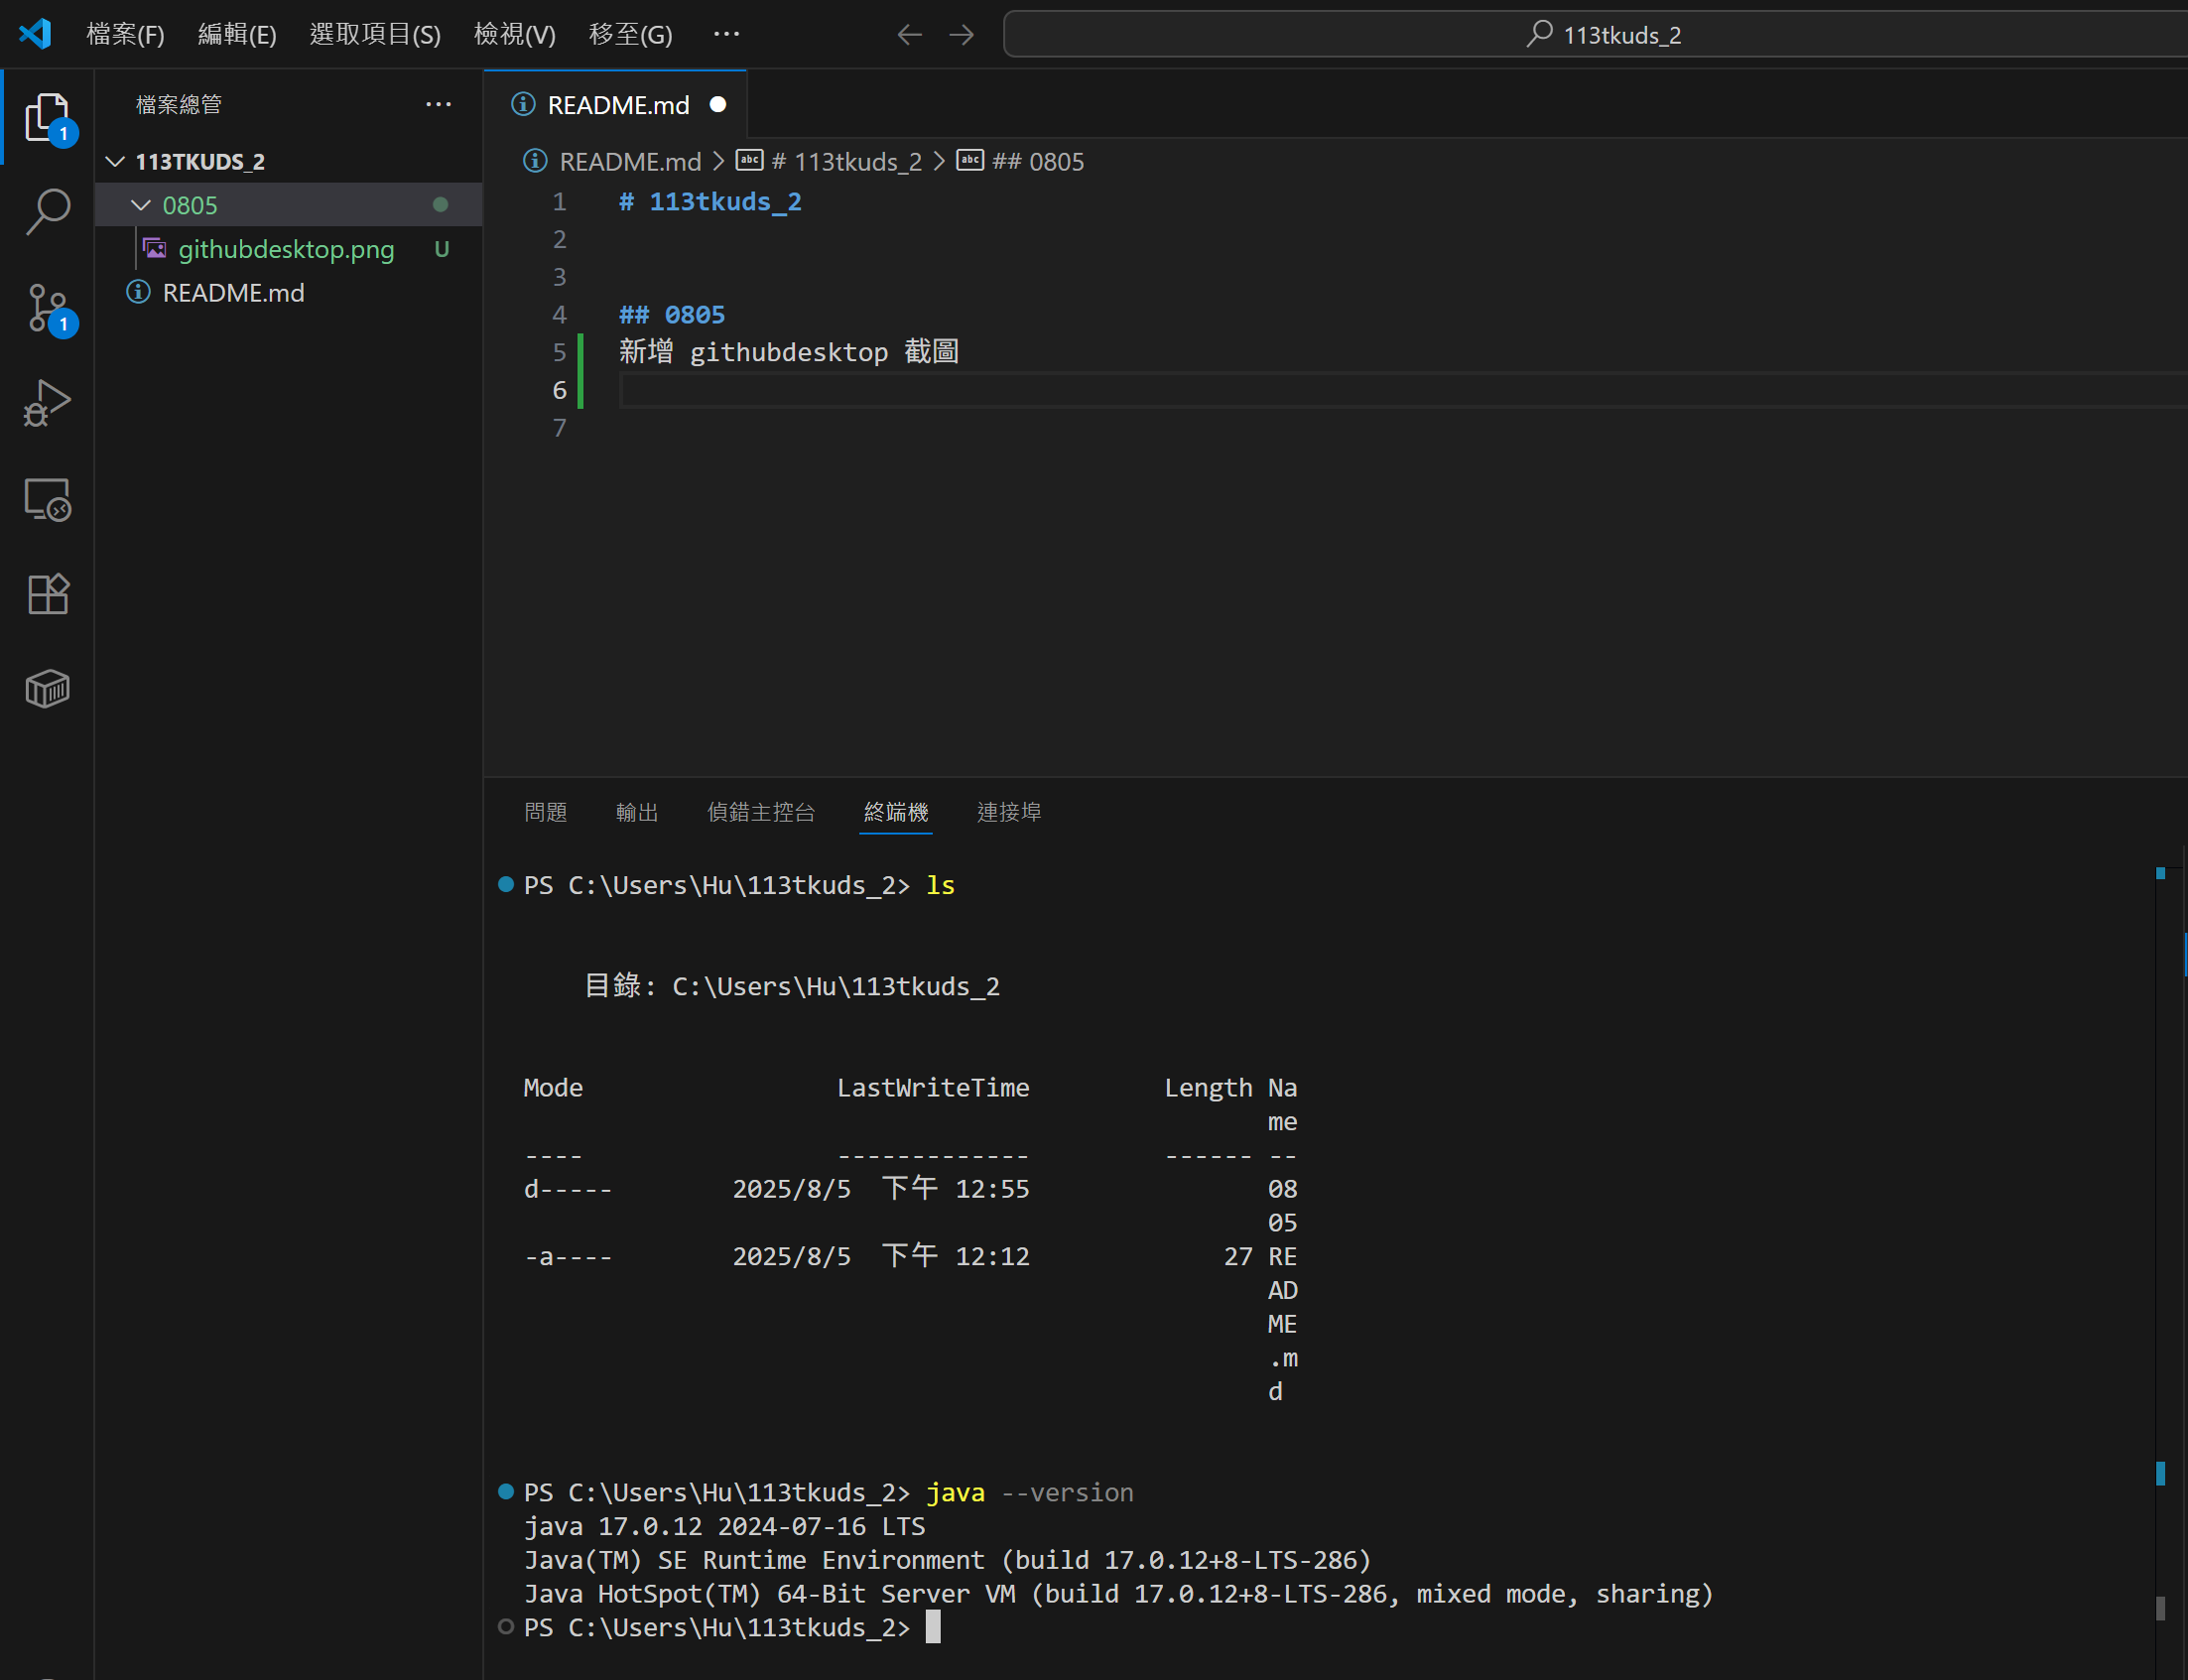 檔案(F) 編輯(E) 選取項目(S) 檢視(V) 移至(G) ··· 113tkuds_2
檔案總管 ···
README.md
1
113TKUDS_2
README.md > # 113tkuds_2 > ## 0805
0805
githubdesktop.png U
README.md
1
1 # 113tkuds_2
2
3
4 ## 0805
5 新增 githubdesktop 截圖
6
7
問題 輸出 偵錯主控台 終端機 連接埠
PS C:\Users\Hu\113tkuds_2> ls
目錄: C:\Users\Hu\113tkuds_2
Mode LastWriteTime Length Na
me
---- ------------- ------ --
d----- 2025/8/5 下午 12:55 08
05
-a---- 2025/8/5 下午 12:12 27 RE
AD
ME
.m
d
PS C:\Users\Hu\113tkuds_2> java --version
java 17.0.12 2024-07-16 LTS
Java(TM) SE Runtime Environment (build 17.0.12+8-LTS-286)
Java HotSpot(TM) 64-Bit Server VM (build 17.0.12+8-LTS-286, mixed mode, sharing)
PS C:\Users\Hu\113tkuds_2>